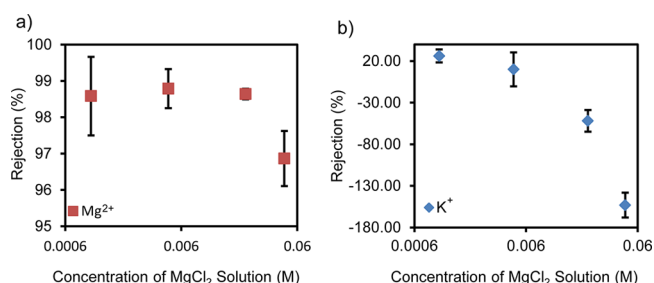 a)
100
99
98
97
96
95
Rejection (%)
Mg²⁺
0.0006
0.006
0.06
Concentration of MgCl₂ Solution (M)
b)
20.00
-30.00
-80.00
-130.00
-180.00
Rejection (%)
K⁺
0.0006
0.006
0.06
Concentration of MgCl₂ Solution (M)